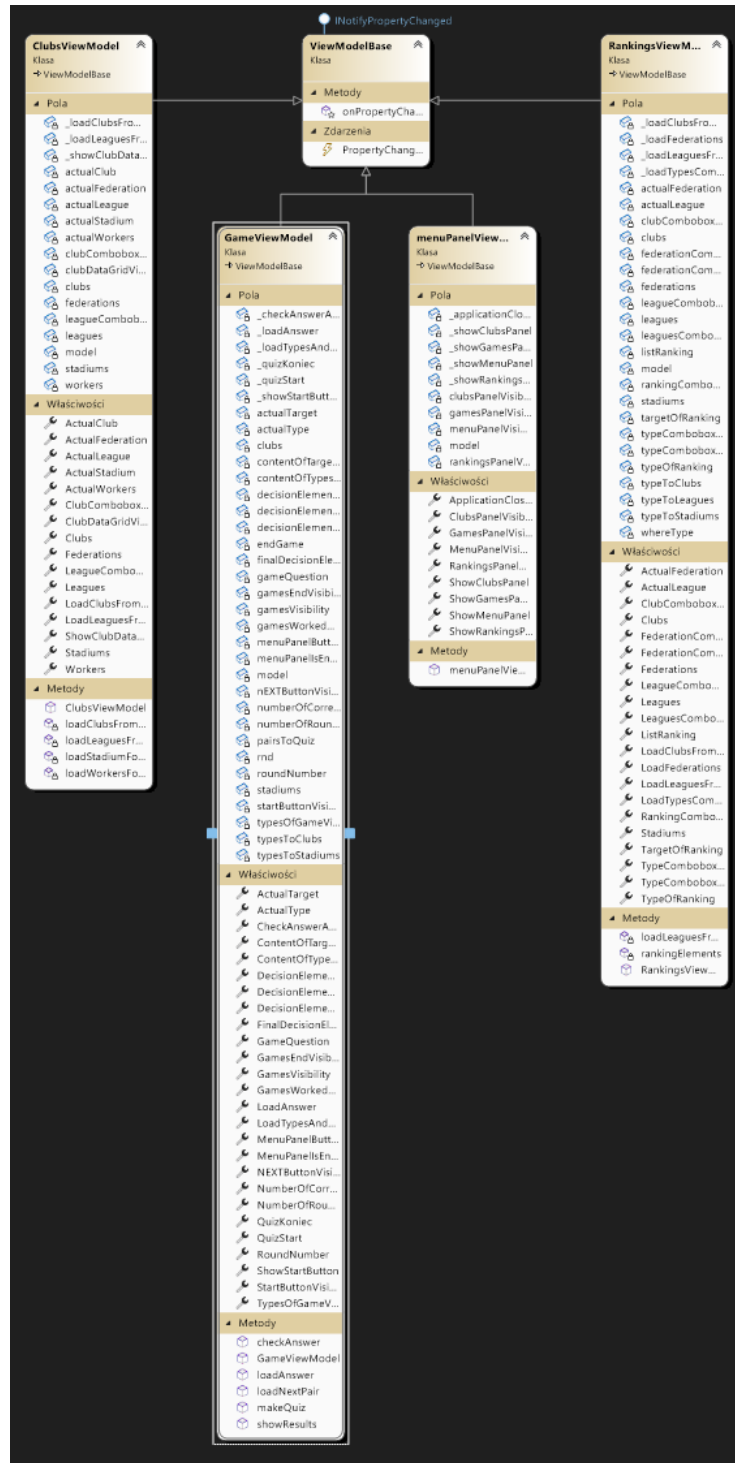 INotifyPropertyChanged
ClubsViewModel
Klasa
ViewModelBase
Pola
_loadClubsFro...
_loadLeaguesFr...
_showClubData...
actualClub
actualFederation
actualLeague
actualStadium
actualWorkers
clubCombobox...
clubDataGridVi...
clubs
federations
leagueCombob...
leagues
model
stadiums
workers
Właściwości
ActualClub
ActualFederation
ActualLeague
ActualStadium
ActualWorkers
ClubCombobox...
ClubDataGridVi...
Clubs
Federations
LeagueCombo...
Leagues
LoadClubsFrom...
LoadLeaguesFr...
ShowClubData...
Stadiums
Workers
Metody
ClubsViewModel
loadClubsFrom...
loadLeaguesFr...
loadStadiumFo...
loadWorkersFo...
ViewModelBase
Klasa
Metody
onPropertyCha...
Zdarzenia
PropertyChang...
GameViewModel
Klasa
ViewModelBase
Pola
_checkAnswerA...
_loadAnswer
_loadTypesAnd...
_quizKoniec
_quizStart
_showStartButt...
actualTarget
actualType
clubs
contentOfTarge...
contentOfTypes...
decisionElemen...
decisionElemen...
decisionElemen...
endGame
finalDecisionEle...
gameQuestion
gamesEndVisibi...
gamesVisibility
gamesWorked...
menuPanelButt...
menuPanelIsEn...
model
nEXTButtonVisi...
numberOfCorre...
numberOfRoun...
pairsToQuiz
rnd
roundNumber
stadiums
startButtonVisi...
typesOfGameVi...
typesToClubs
typesToStadiums
Właściwości
ActualTarget
ActualType
CheckAnswerA...
ContentOfTarg...
ContentOfType...
DecisionEleme...
DecisionEleme...
DecisionEleme...
FinalDecisionEl...
GameQuestion
GamesEndVisib...
GamesVisibility
GamesWorked...
LoadAnswer
LoadTypesAnd...
MenuPanelButt...
MenuPanelIsEn...
NEXTButtonVisi...
NumberOfCorr...
NumberOfRou...
QuizKoniec
QuizStart
RoundNumber
ShowStartButton
StartButtonVisi...
TypesOfGameV...
Metody
checkAnswer
GameViewModel
loadAnswer
loadNextPair
makeQuiz
showResults
menuPanelView...
Klasa
ViewModelBase
Pola
_applicationClo...
_showClubsPanel
_showGamesPa...
_showMenuPanel
_showRankings...
clubsPanelVisib...
gamesPanelVisi...
menuPanelVisi...
model
rankingsPanelV...
Właściwości
ApplicationClos...
ClubsPanelVisib...
GamesPanelVisi...
MenuPanelVisi...
RankingsPanel...
ShowClubsPanel
ShowGamesPa...
ShowMenuPanel
ShowRankingsP...
Metody
menuPanelVie...
RankingsViewM...
Klasa
ViewModelBase
Pola
_loadClubsFro...
_loadFederations
_loadLeaguesFr...
_loadTypesCom...
actualFederation
actualLeague
clubCombobox...
clubs
federationCom...
federationCom...
federations
leagueCombob...
leagues
leaguesCombo...
listRanking
model
rankingCombo...
stadiums
targetOfRanking
typeCombobox...
typeCombobox...
typeOfRanking
typeToClubs
typeToLeagues
typeToStadiums
whereType
Właściwości
ActualFederation
ActualLeague
ClubCombobox...
Clubs
FederationCom...
FederationCom...
Federations
LeagueCombo...
Leagues
LeaguesCombo...
ListRanking
LoadClubsFrom...
LoadFederations
LoadLeaguesFr...
LoadTypesCom...
RankingCombo...
Stadiums
TargetOfRanking
TypeCombobox...
TypeCombobox...
TypeOfRanking
Metody
loadLeaguesFr...
rankingElements
RankingsView...